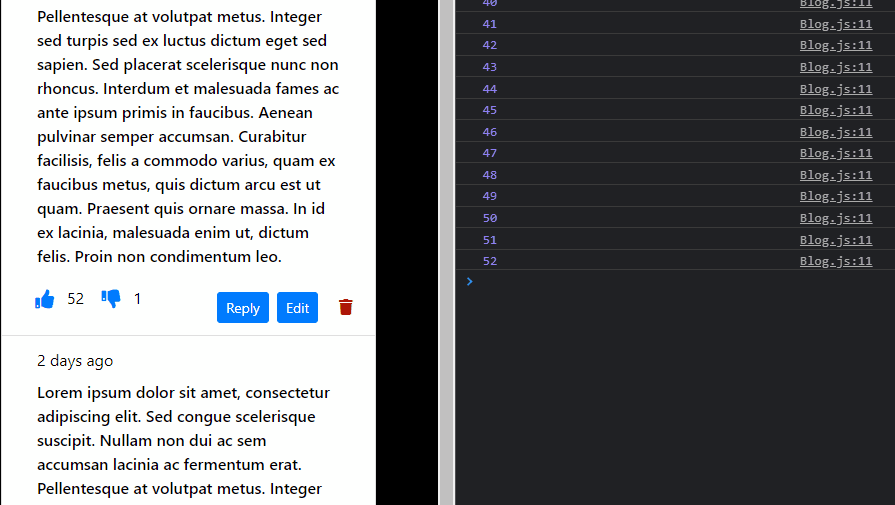 Pellentesque at volutpat metus. Integer
sed turpis sed ex luctus dictum eget sed
sapien. Sed placerat scelerisque nunc non
rhoncus. Interdum et malesuada fames ac
ante ipsum primis in faucibus. Aenean
pulvinar semper accumsan. Curabitur
facilisis, felis a commodo varius, quam ex
faucibus metus, quis dictum arcu est ut
quam. Praesent quis ornare massa. In id
ex lacinia, malesuada enim ut, dictum
felis. Proin non condimentum leo.
52 1 Reply Edit
2 days ago
Lorem ipsum dolor sit amet, consectetur
adipiscing elit. Sed congue scelerisque
suscipit. Nullam non dui ac sem
accumsan lacinia ac fermentum erat.
Pellentesque at volutpat metus. Integer
40 Blog.js:11
41 Blog.js:11
42 Blog.js:11
43 Blog.js:11
44 Blog.js:11
45 Blog.js:11
46 Blog.js:11
47 Blog.js:11
48 Blog.js:11
49 Blog.js:11
50 Blog.js:11
51 Blog.js:11
52 Blog.js:11